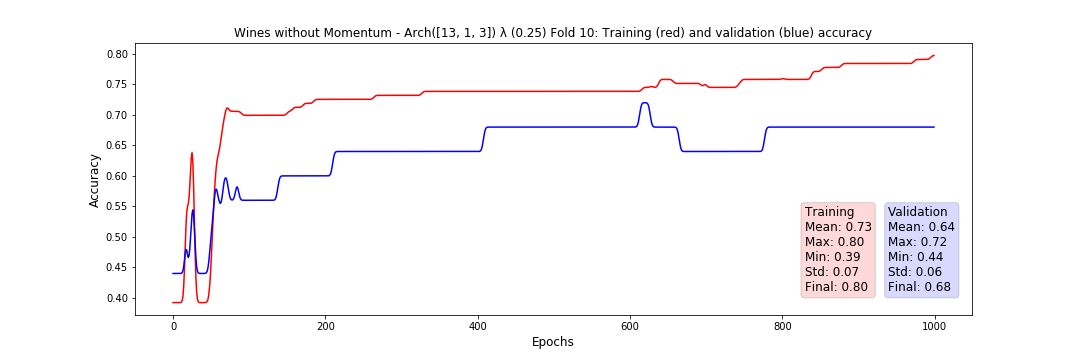 Wines without Momentum - Arch([13, 1, 3]) λ (0.25) Fold 10: Training (red) and validation (blue) accuracy
Accuracy
0.80
0.75
0.70
0.65
0.60
0.55
0.50
0.45
0.40
Training
Mean: 0.73
Max: 0.80
Min: 0.39
Std: 0.07
Final: 0.80
Validation
Mean: 0.64
Max: 0.72
Min: 0.44
Std: 0.06
Final: 0.68
0 200 400 600 800 1000
Epochs